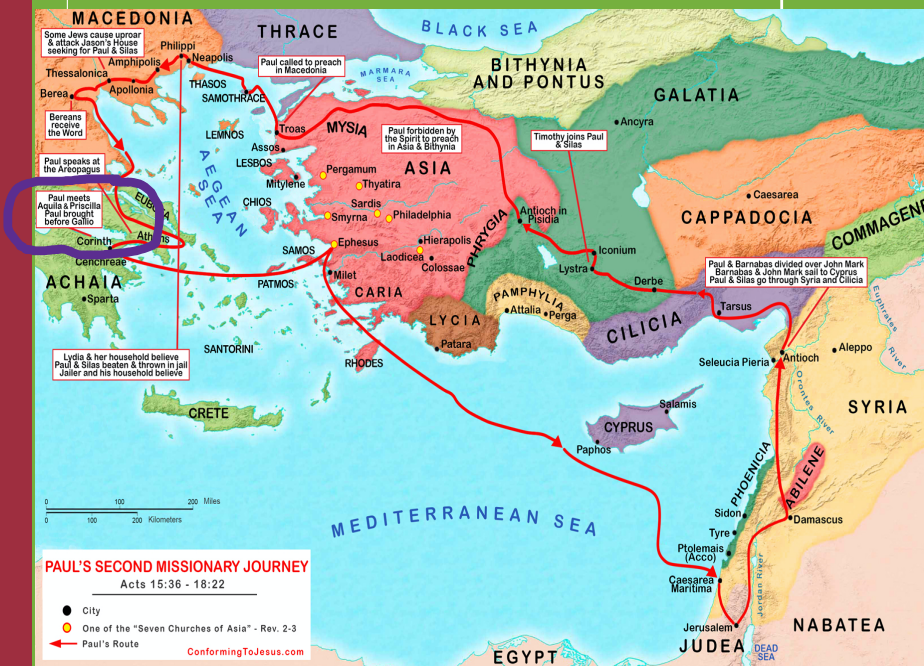 MACEDONIA
THRACE
BLACK SEA
Some Jews cause uproar
& attack Jason's House
seeking for Paul & Silas
Philippi
Neapolis
Amphipolis
Thessalonica
Apollonia
Berea
THASOS
SAMOTHRACE
Paul called to preach
in Macedonia
MARMARA
SEA
BITHYNIA
AND PONTUS
GALATIA
Ancyra
Bereans
receive
the Word
LEMNOS
Troas
MYSIA
Assos
LESBOS
Mitylene
Paul forbidden by
the Spirit to preach
in Asia & Bithynia
Timothy joins Paul
& Silas
ASIA
Paul speaks at
the Areopagus
AEGEAN
SEA
CHIOS
Pergamum
Thyatira
Sardis
Smyrna
Philadelphia
PHRYGIA
Antioch in
Pisidia
Caesarea
CAPPADOCIA
COMMAGENE
Paul meets
Aquila & Priscilla
Paul brought
before Gallio
EUBOEA
Corinth
Athens
Cenchreae
SAMOS
Ephesus
Hierapolis
Laodicea
Colossae
Iconium
Lystra
Derbe
Paul & Barnabas divided over John Mark
Barnabas & John Mark sail to Cyprus
Paul & Silas go through Syria and Cilicia
ACHAIA
Sparta
PATMOS
Milet
CARIA
PAMPHYLIA
Attalia
Perga
LYCIA
Patara
CILICIA
Tarsus
Euphrates
River
SANTORINI
RHODES
Seleucia Pieria
Antioch
Aleppo
Lydia & her household believe
Paul & Silas beaten & thrown in jail
Jailer and his household believe
CRETE
Salamis
CYPRUS
Paphos
Orontes River
SYRIA
PHOENICIA
ABILENE
0 100 200 Miles
0 100 200 Kilometers
MEDITERRANEAN SEA
Sidon
Damascus
Tyre
Ptolemais
(Acco)
Caesarea
Maritima
Jordan River
Jerusalem
JUDEA
DEAD
SEA
NABATEA
EGYPT
PAUL'S SECOND MISSIONARY JOURNEY
Acts 15:36 - 18:22
City
One of the "Seven Churches of Asia" - Rev. 2-3
Paul's Route
ConformingToJesus.com